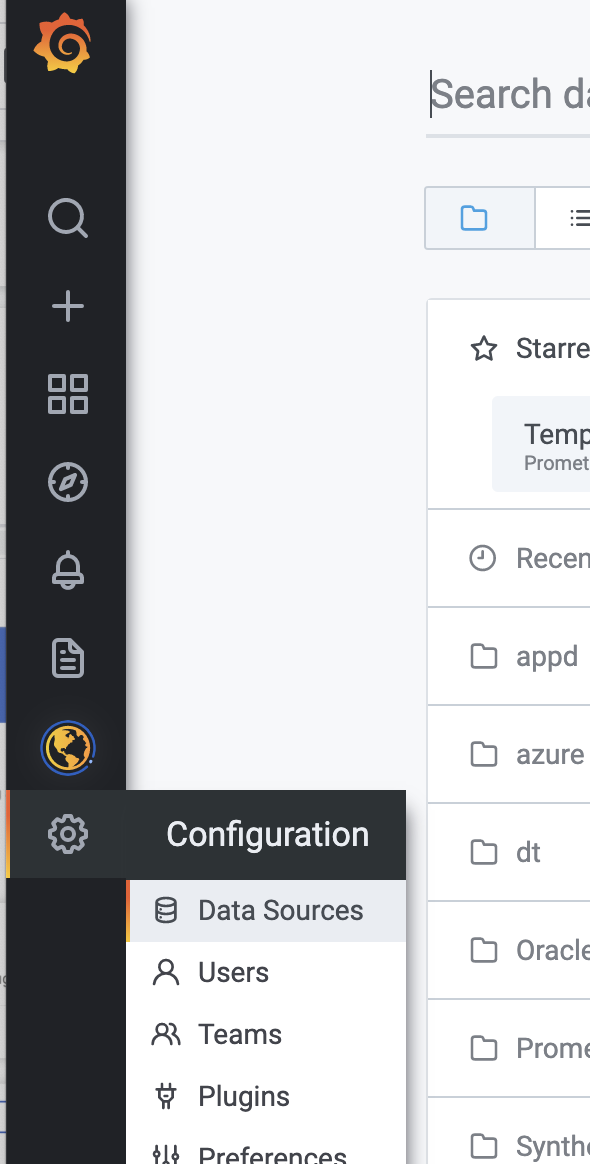 Search da
Starre
Temp
Promet
Recen
appd
azure
dt
Oracle
Prome
Synthe
Configuration
Data Sources
Users
Teams
Plugins
Preferences